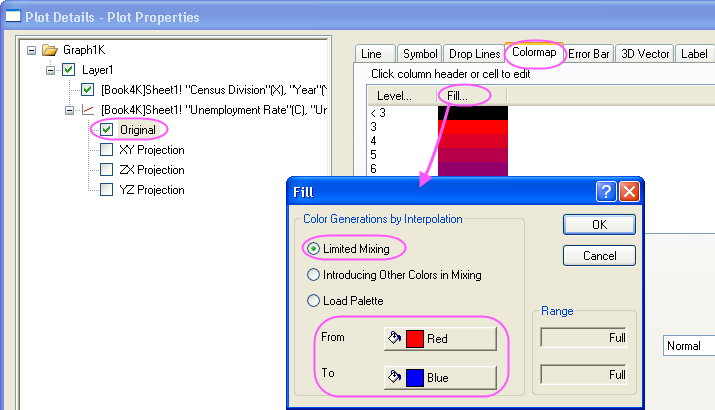 Plot Details - Plot Properties
Graph1K
Layer1
[Book4K]Sheet1! "Census Division"(X), "Year"(
[Book4K]Sheet1! "Unemployment Rate"(C), "Ur
Original
XY Projection
ZX Projection
YZ Projection
Line Symbol Drop Lines Colormap Error Bar 3D Vector Label
Click column header or cell to edit
Level... Fill...
< 3
3
4
5
6
Fill
Color Generations by Interpolation
Limited Mixing
Introducing Other Colors in Mixing
Load Palette
From Red
To Blue
OK
Cancel
Range
Full
Full
Normal